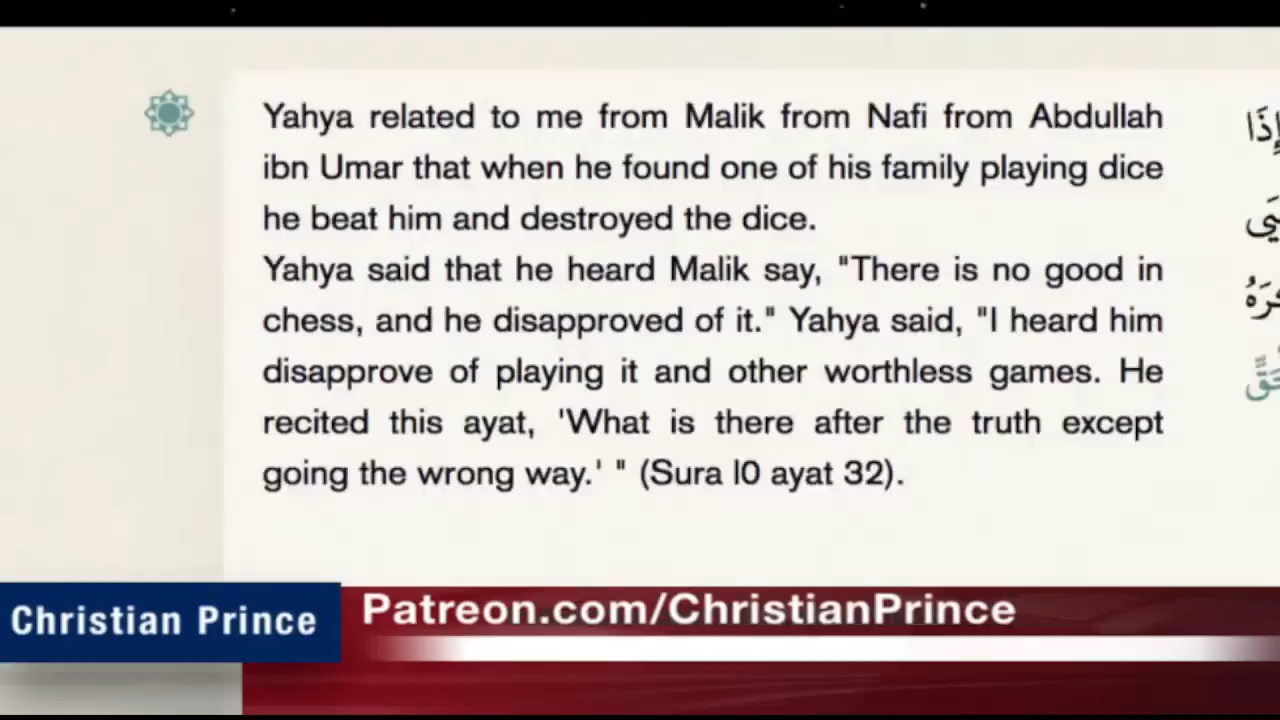 Yahya related to me from Malik from Nafi from Abdullah
ibn Umar that when he found one of his family playing dice
he beat him and destroyed the dice.
Yahya said that he heard Malik say, "There is no good in
chess, and he disapproved of it." Yahya said, "I heard him
disapprove of playing it and other worthless games. He
recited this ayat, 'What is there after the truth except
going the wrong way.' " (Sura l0 ayat 32).
إِذَا
Christian Prince
Patreon.com/ChristianPrince